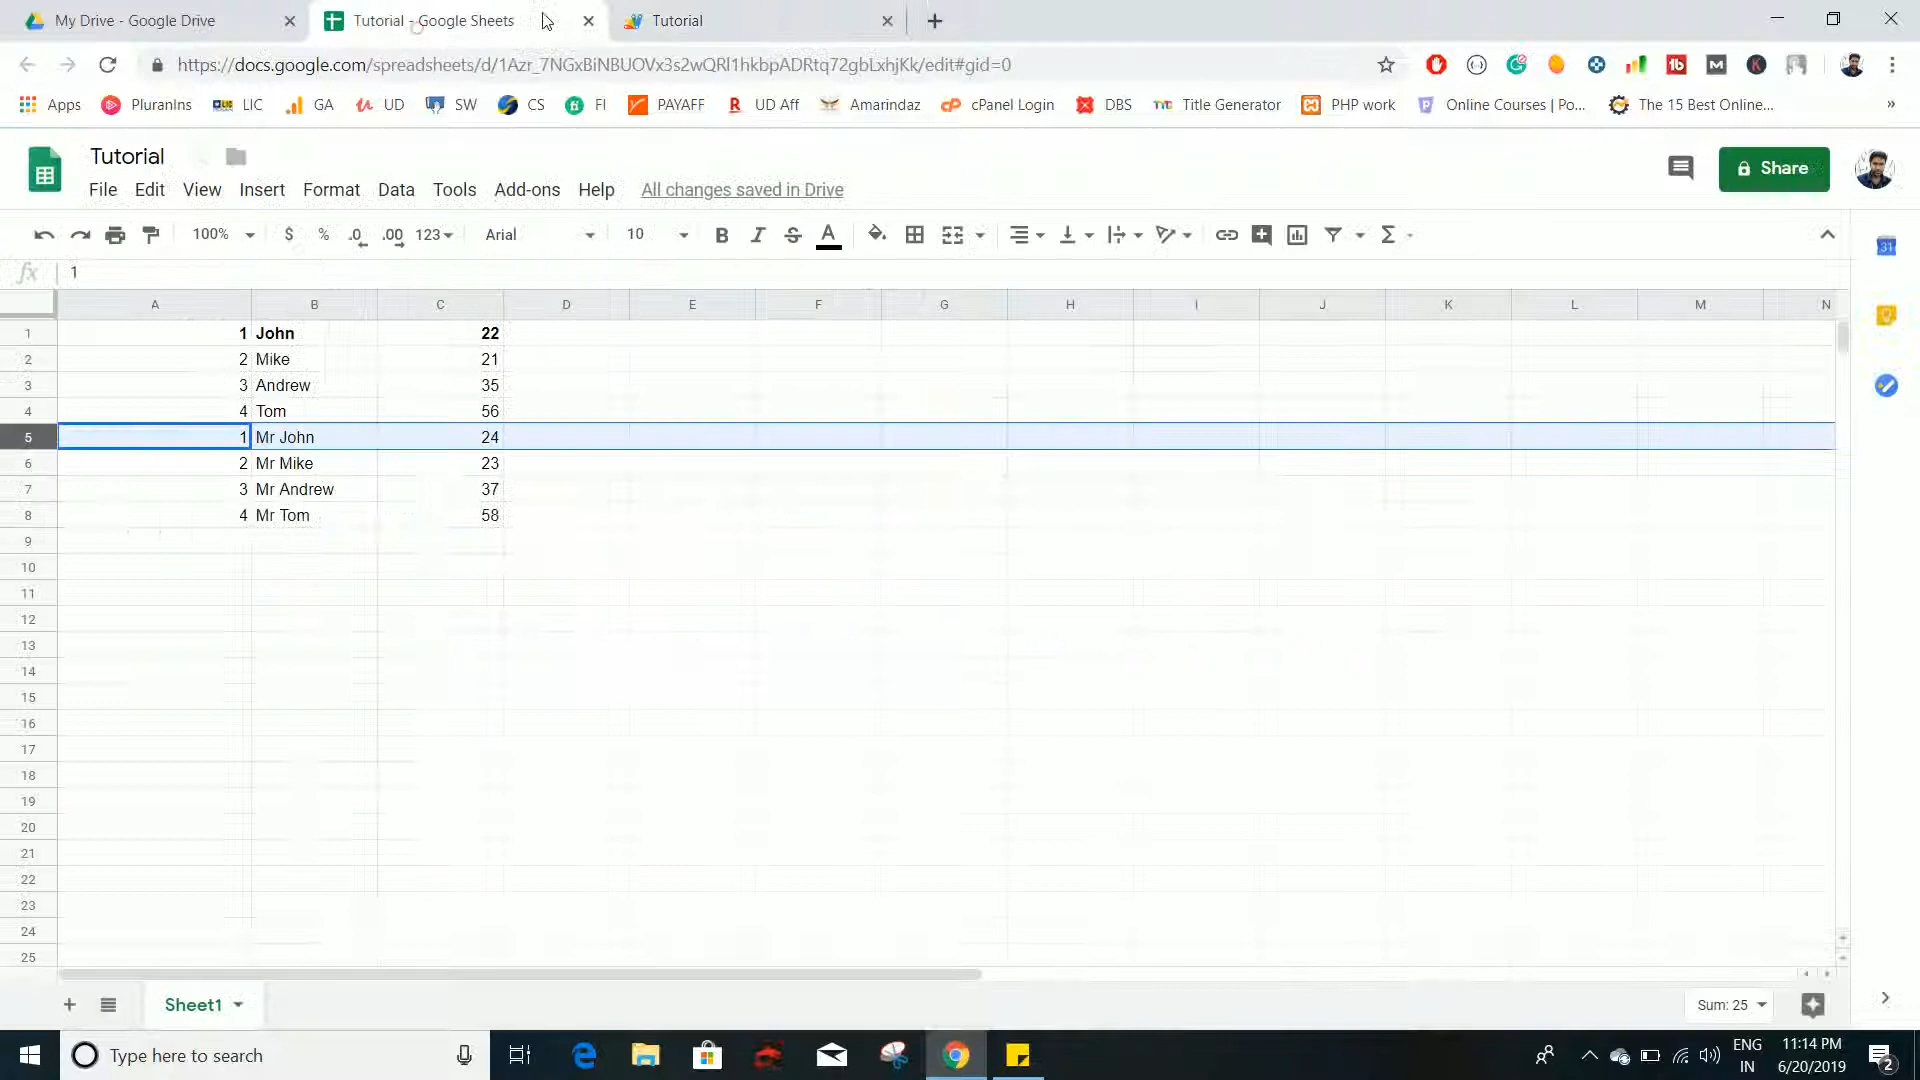 My Drive - Google Drive
Tutorial - Google Sheets
Tutorial
https://docs.google.com/spreadsheets/d/1Azr_7NGxBiNBUOVx3s2wQRl1hkbpADRtq72gbLxhjKk/edit#gid=0
Apps PluranIns LIC GA UD SW CS FI PAYAFF UD Aff Amarindaz cPanel Login DBS Title Generator PHP work Online Courses | Po... The 15 Best Online... »
Tutorial
File Edit View Insert Format Data Tools Add-ons Help All changes saved in Drive
Share
100% $ % .0 .00 123 Arial 10 B I S A
fx 1
A B C D E F G H I J K L M N
1 1 John 22
2 2 Mike 21
3 3 Andrew 35
4 4 Tom 56
5 1 Mr John 24
6 2 Mr Mike 23
7 3 Mr Andrew 37
8 4 Mr Tom 58
9
10
11
12
13
14
15
16
17
18
19
20
21
22
23
24
25
Sheet1
Sum: 25
Type here to search
ENG
IN
11:14 PM
6/20/2019
2